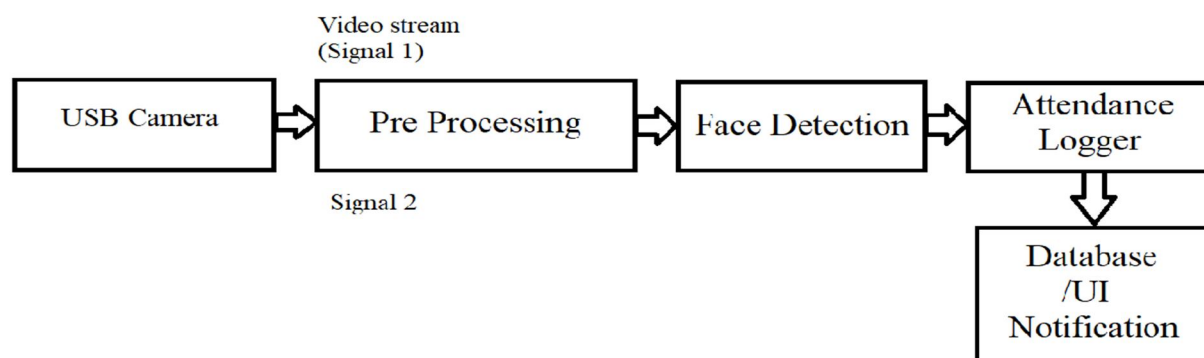 Video stream
(Signal 1)
USB Camera
Pre Processing
Face Detection
Attendance
Logger
Signal 2
Database
/UI
Notification